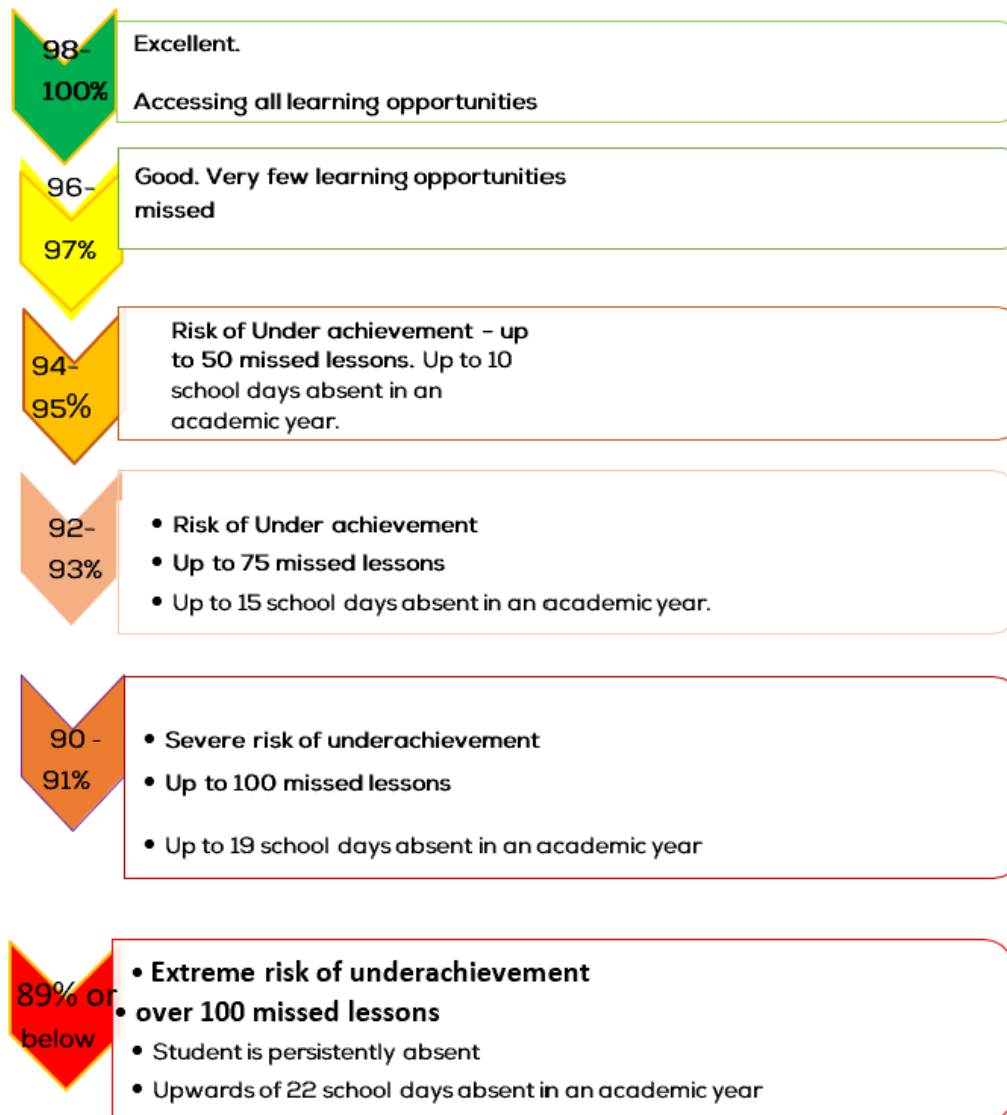 98-
100%
Excellent.
Accessing all learning opportunities
96-
97%
Good. Very few learning opportunities
missed
94-
95%
Risk of Under achievement – up
to 50 missed lessons. Up to 10
school days absent in an
academic year.
92-
93%
• Risk of Under achievement
• Up to 75 missed lessons
• Up to 15 school days absent in an academic year.
90 -
91%
• Severe risk of underachievement
• Up to 100 missed lessons
• Up to 19 school days absent in an academic year
89% or
below
• Extreme risk of underachievement
• over 100 missed lessons
• Student is persistently absent
• Upwards of 22 school days absent in an academic year